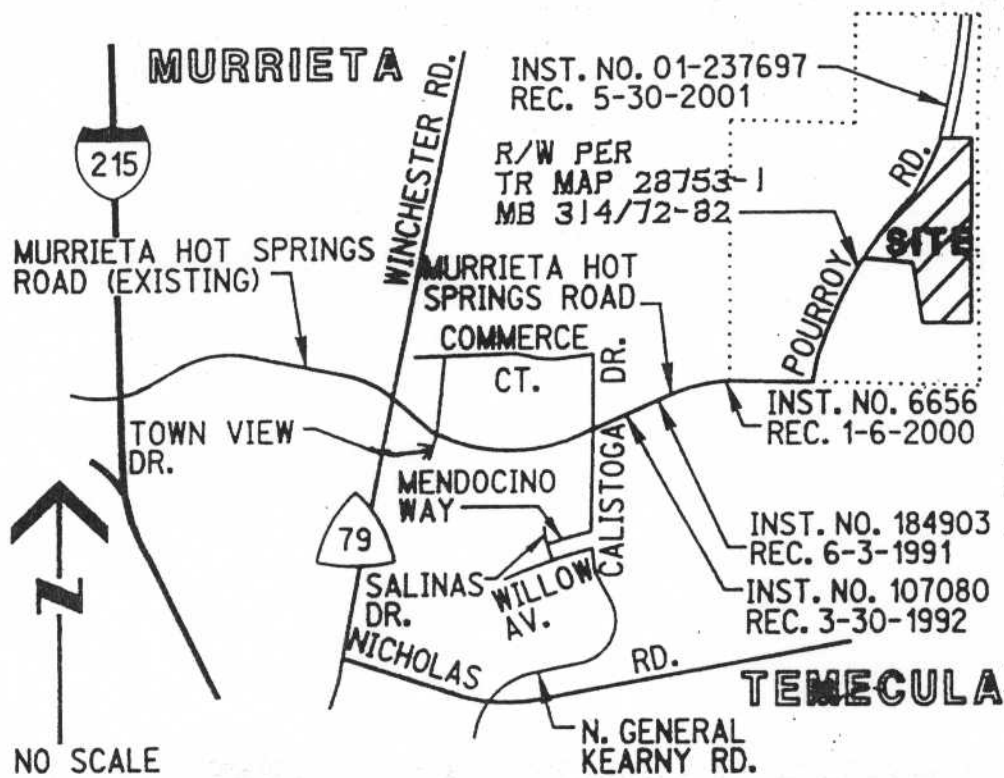 MURRIETA
215
WINCHESTER RD.
INST. NO. 01-237697
REC. 5-30-2001
R/W PER
TR MAP 28753-1
MB 314/72-82
POURROY RD.
SITE
MURRIETA HOT SPRINGS
ROAD (EXISTING)
MURRIETA HOT
SPRINGS ROAD
COMMERCE
CT.
CALISTOGA DR.
INST. NO. 6656
REC. 1-6-2000
TOWN VIEW
DR.
MENDOCINO
WAY
79
INST. NO. 184903
REC. 6-3-1991
SALINAS
DR.
WILLOW
AV.
INST. NO. 107080
REC. 3-30-1992
NICHOLAS RD.
TEMECULA
N. GENERAL
KEARNY RD.
N
NO SCALE